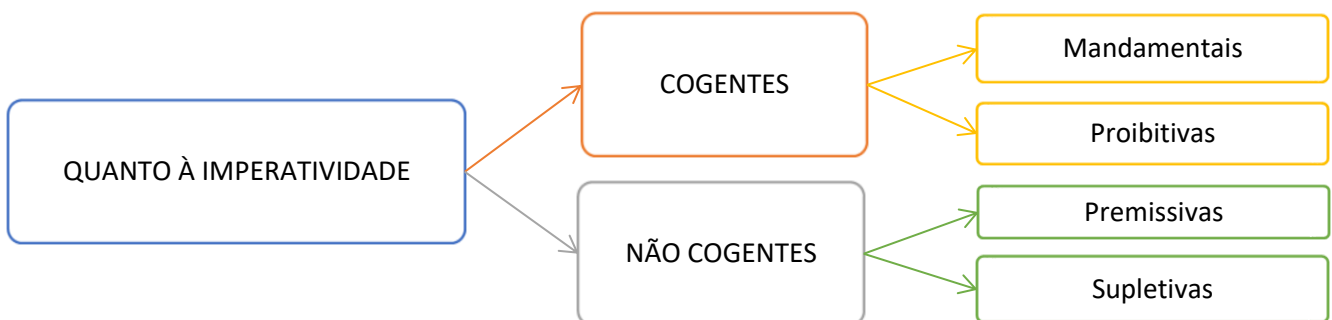 QUANTO À IMPERATIVIDADE
COGENTES
Mandamentais
Proibitivas
NÃO COGENTES
Premissivas
Supletivas